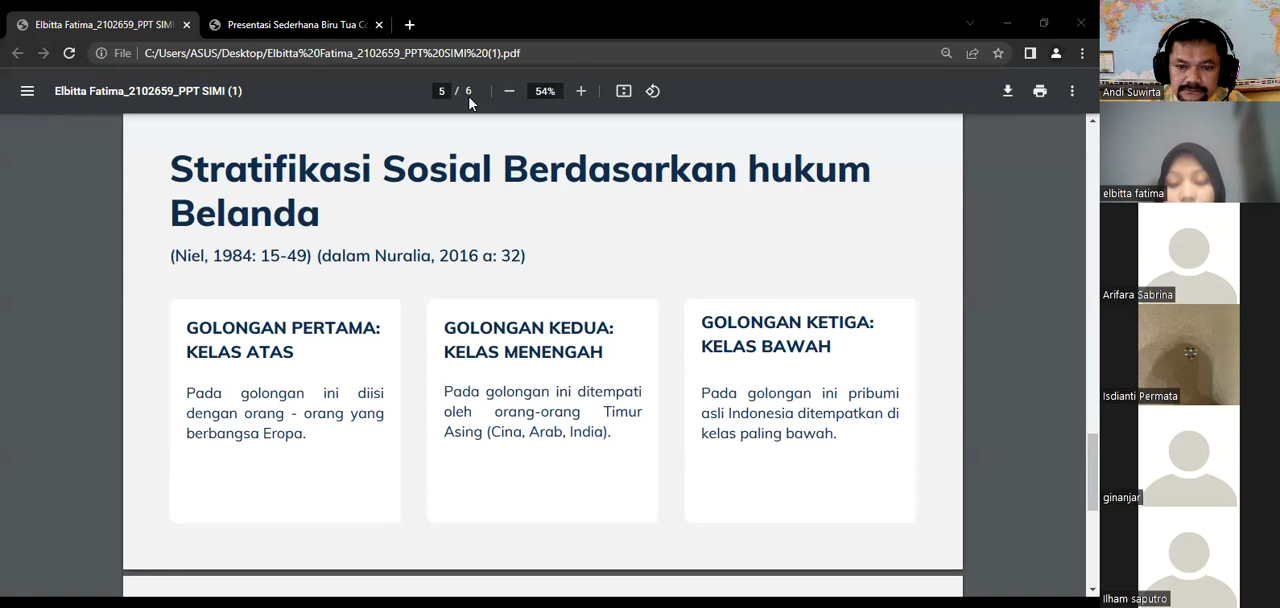 Elbitta Fatima_2102659_PPT SIMI
Presentasi Sederhana Biru Tua Co
File
C:/Users/ASUS/Desktop/Elbitta%20Fatima_2102659_PPT%20SIMI%20(1).pdf
Elbitta Fatima_2102659_PPT SIMI (1)
5 / 6
54%
Stratifikasi Sosial Berdasarkan hukum
Belanda
(Niel, 1984: 15-49) (dalam Nuralia, 2016 a: 32)
GOLONGAN PERTAMA:
KELAS ATAS
Pada golongan ini diisi
dengan orang - orang yang
berbangsa Eropa.
GOLONGAN KEDUA:
KELAS MENENGAH
Pada golongan ini ditempati
oleh orang-orang Timur
Asing (Cina, Arab, India).
GOLONGAN KETIGA:
KELAS BAWAH
Pada golongan ini pribumi
asli Indonesia ditempatkan di
kelas paling bawah.
Andi Suwirta
elbitta fatima
Arifara Sabrina
Isdianti Permata
ginanjar
Ilham saputro